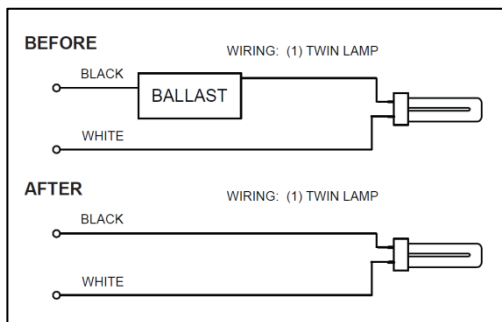 BEFORE
WIRING: (1) TWIN LAMP
BLACK
BALLAST
WHITE
AFTER
WIRING: (1) TWIN LAMP
BLACK
WHITE